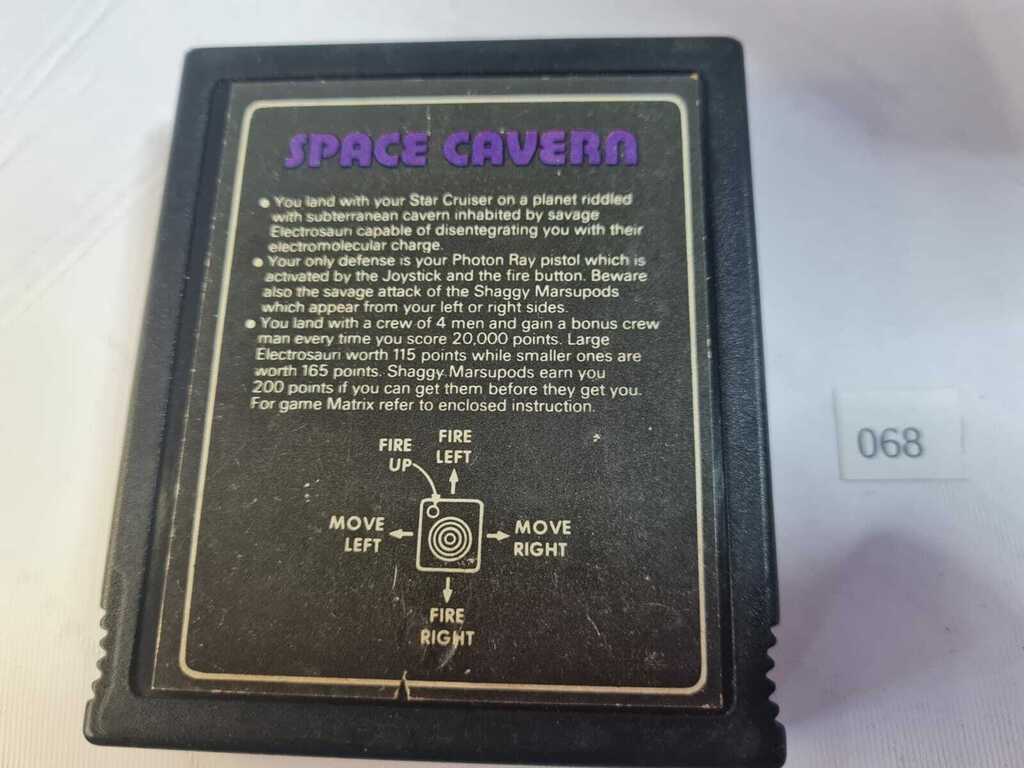 SPACE CAVERN
• You land with your Star Cruiser on a planet riddled
with subterranean cavern inhabited by savage
Electrosauri capable of disentegrating you with their
electromolecular charge.
• Your only defense is your Photon Ray pistol which is
activated by the Joystick and the fire button. Beware
also the savage attack of the Shaggy Marsupods
which appear from your left or right sides.
• You land with a crew of 4 men and gain a bonus crew
man every time you score 20,000 points. Large
Electrosauri worth 115 points while smaller ones are
worth 165 points. Shaggy Marsupods earn you
200 points if you can get them before they get you.
For game Matrix refer to enclosed instruction.
FIRE
UP
FIRE
LEFT
MOVE
LEFT
MOVE
RIGHT
FIRE
RIGHT
068